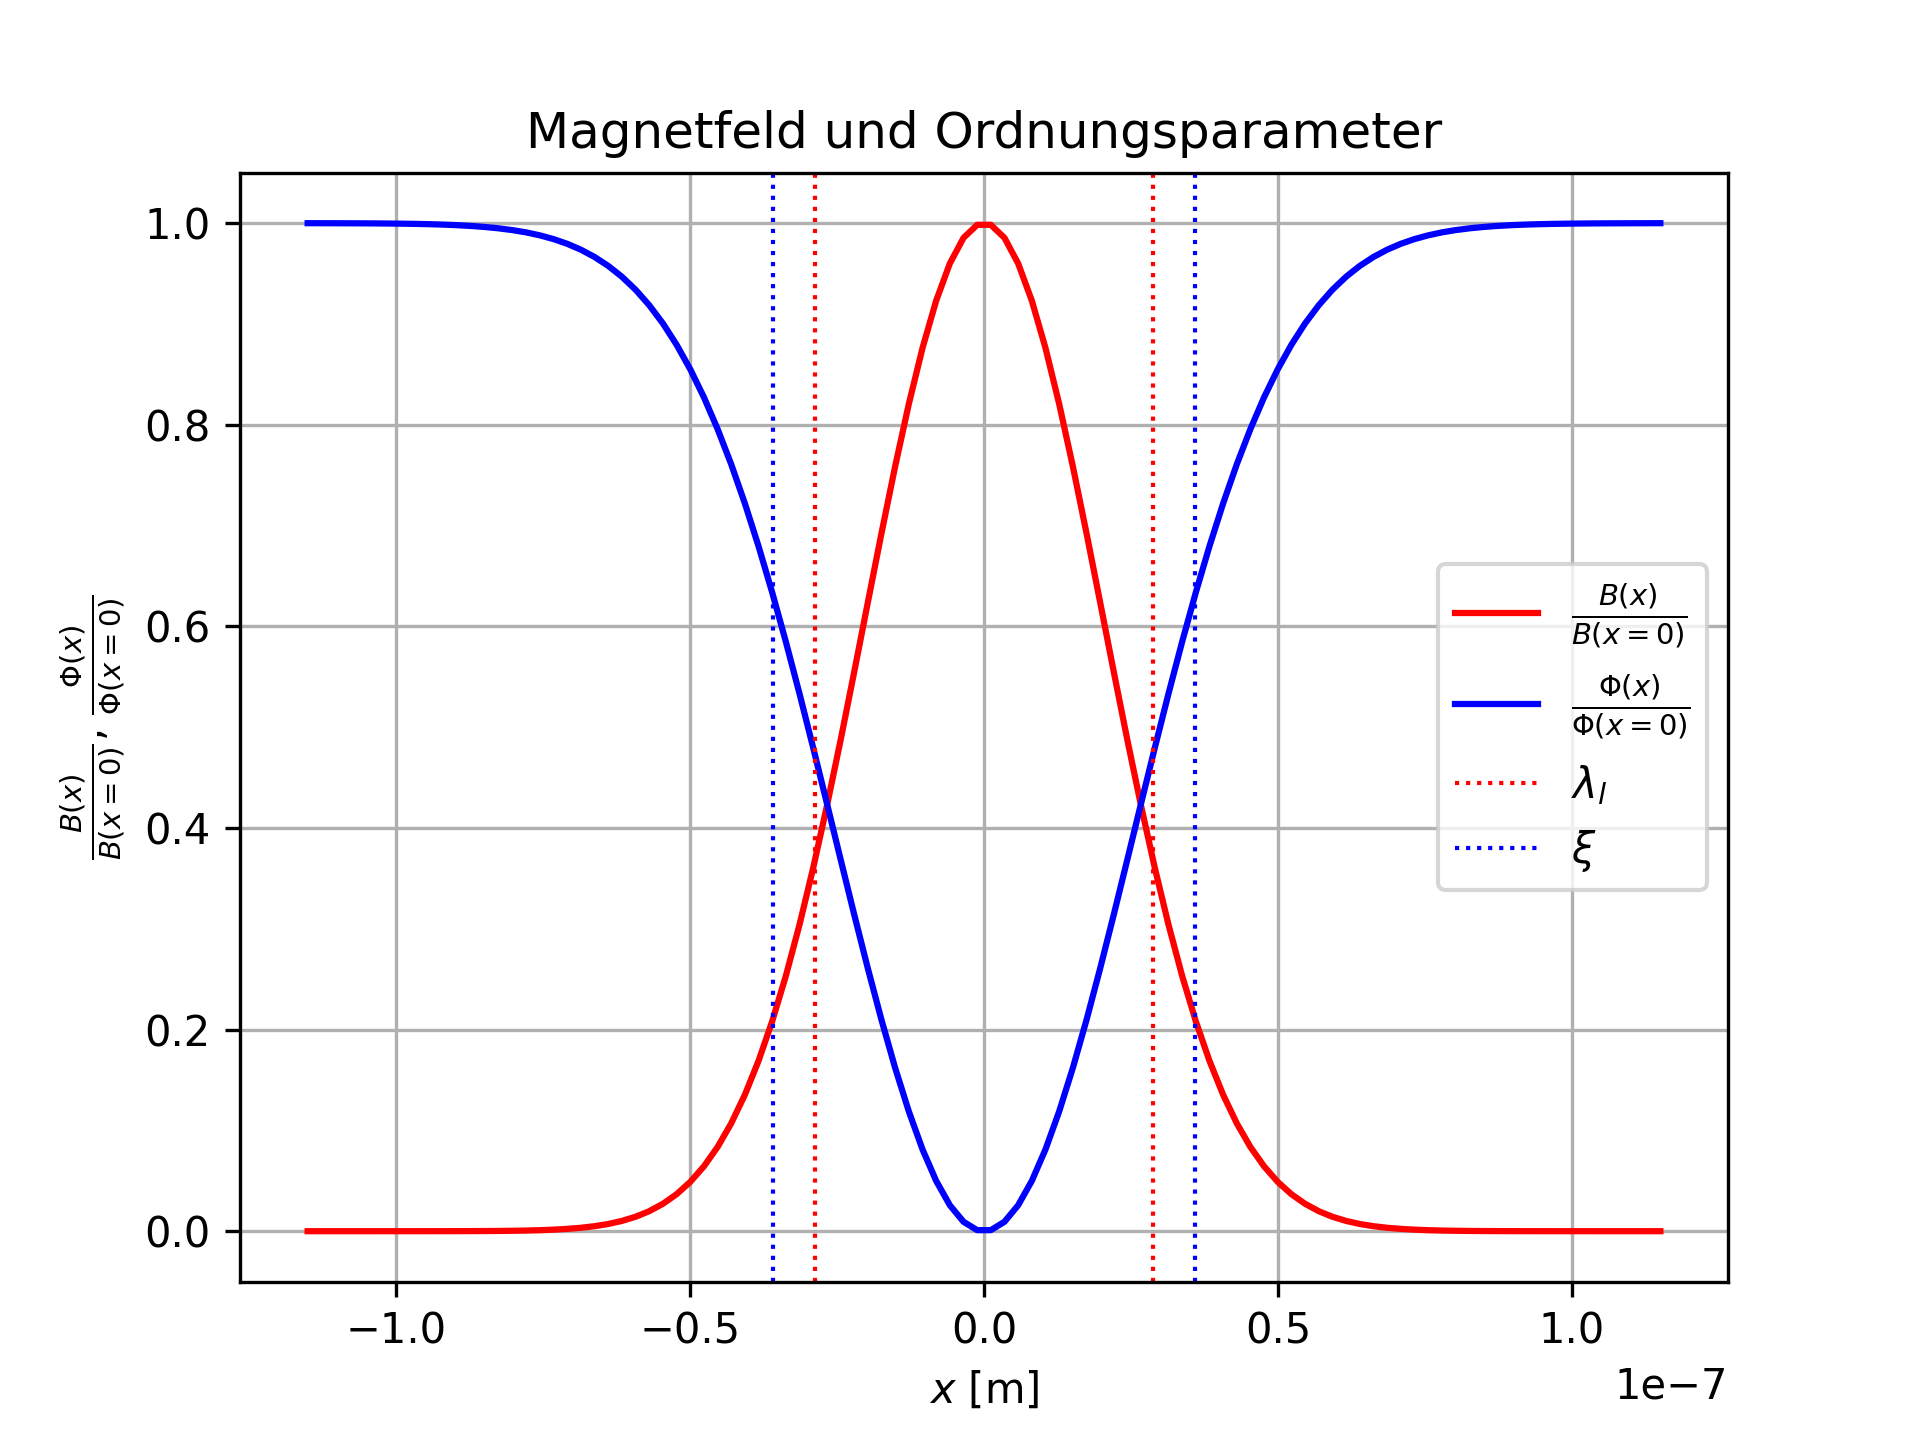 Magnetfeld und Ordnungsparameter
B(x)/B(x = 0), Φ(x)/Φ(x = 0)
1.0
0.8
0.6
0.4
0.2
0.0
B(x)/B(x = 0)
Φ(x)/Φ(x = 0)
λl
ξ
−1.0 −0.5 0.0 0.5 1.0
1e−7
x [m]